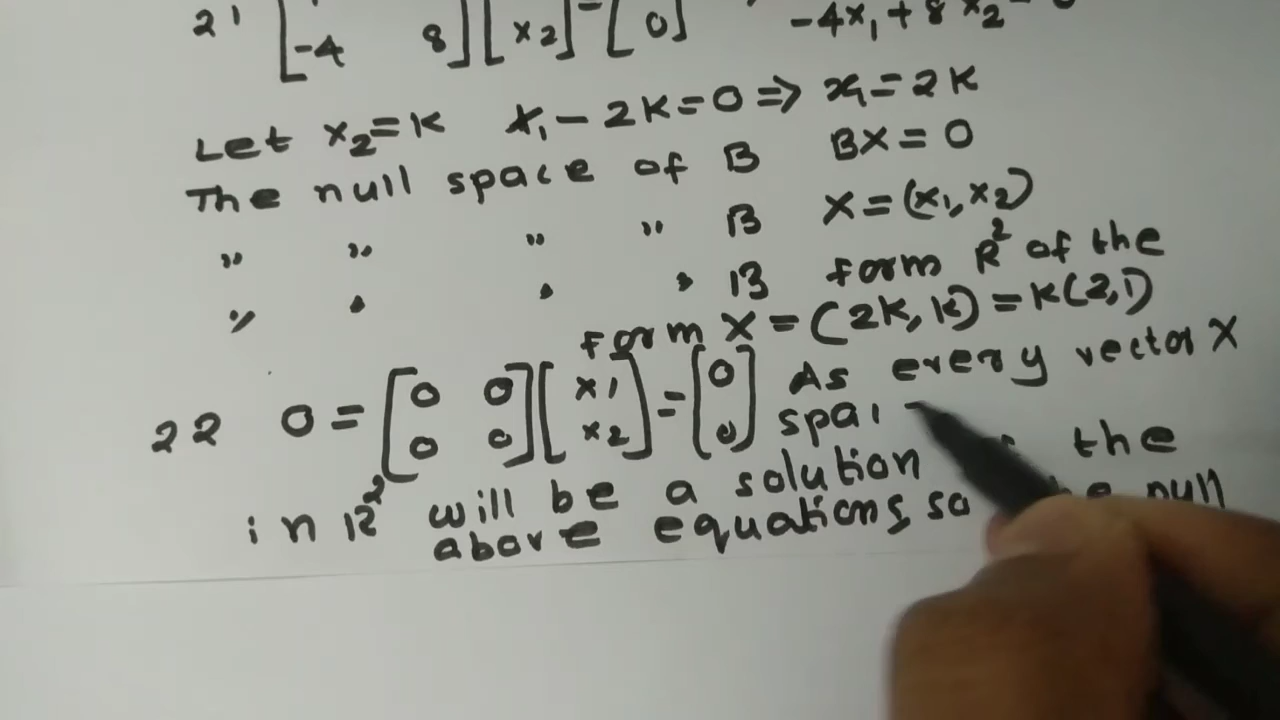 21 [ -4 8 ] [ x2 ] = [ 0 ] -4x1 + 8x2
Let x2 = K x1 - 2K = 0 => x1 = 2K
The null space of B BX = 0
" " " " B X = (x1, x2)
" " " " B form R² of the
form X = (2K, K) = K(2,1)
22 0 = [ 0 0 0 0 ] [ x1 x2 ] = [ 0 0 ] As every vector X
spa
in R² will be a solution the
above equations, so null